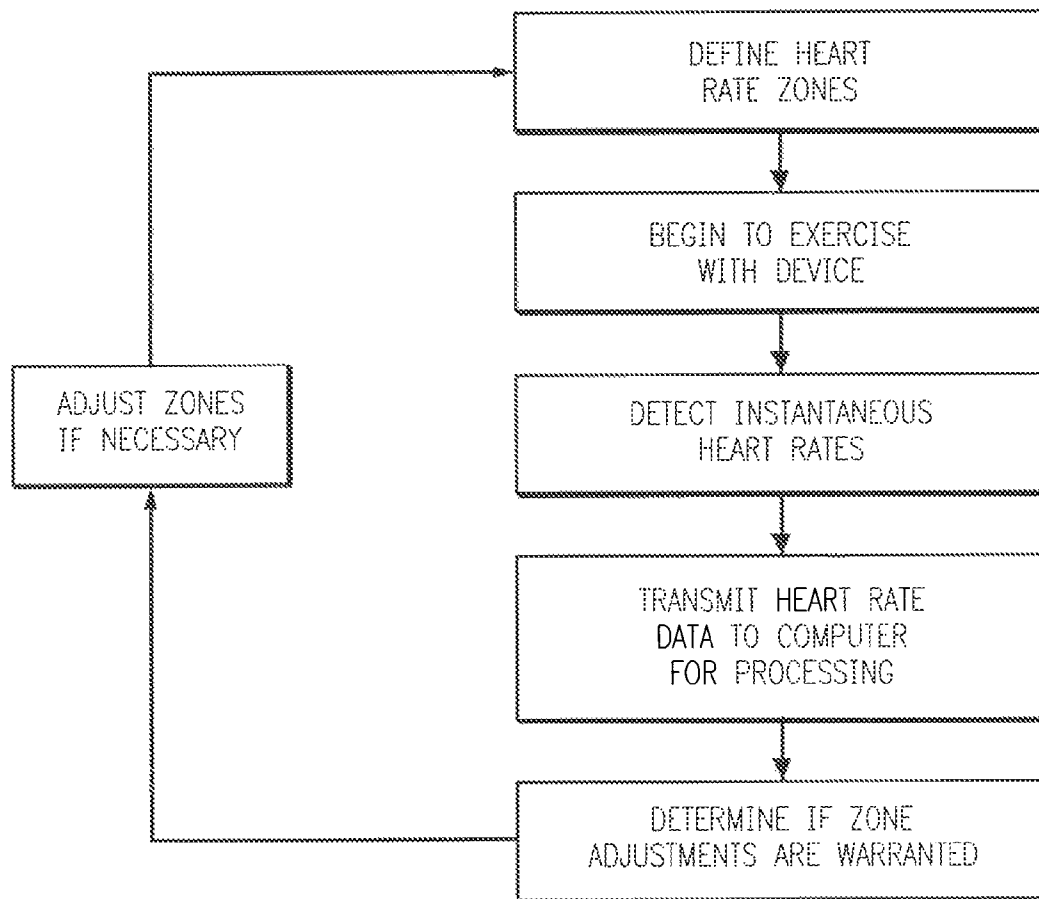 DEFINE HEART
RATE ZONES
BEGIN TO EXERCISE
WITH DEVICE
DETECT INSTANTANEOUS
HEART RATES
TRANSMIT HEART RATE
DATA TO COMPUTER
FOR PROCESSING
DETERMINE IF ZONE
ADJUSTMENTS ARE WARRANTED
ADJUST ZONES
IF NECESSARY